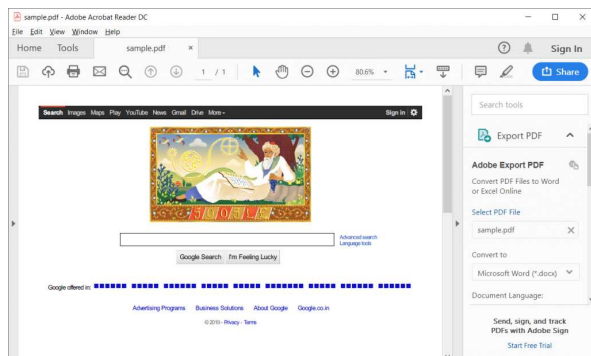 sample.pdf - Adobe Acrobat Reader DC
File Edit View Window Help
Home Tools sample.pdf × ? Sign In
1 / 1 80.6% Share
Search Images Maps Play YouTube News Gmail Drive More Sign in
Search tools
Export PDF
Adobe Export PDF
Convert PDF Files to Word
or Excel Online
Select PDF File
sample.pdf
Convert to
Microsoft Word (*.docx)
Document Language:
Send, sign, and track
PDFs with Adobe Sign
Start Free Trial
Advanced search
Language tools
Google Search I'm Feeling Lucky
Google offered in:
Advertising Programs Business Solutions About Google Google.co.in
© 2019 - Privacy - Terms